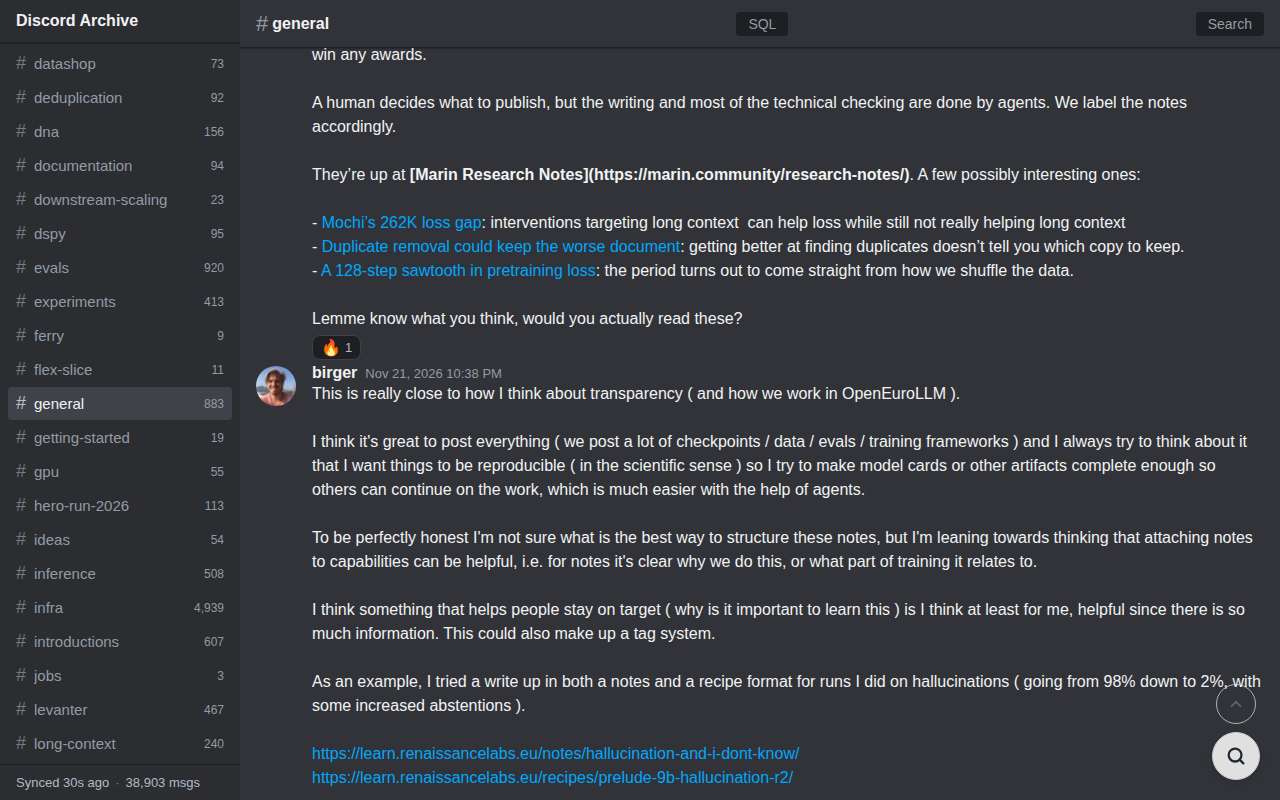 Discord Archive
# datashop 73
# deduplication 92
# dna 156
# documentation 94
# downstream-scaling 23
# dspy 95
# evals 920
# experiments 413
# ferry 9
# flex-slice 11
# general 883
# getting-started 19
# gpu 55
# hero-run-2026 113
# ideas 54
# inference 508
# infra 4,939
# introductions 607
# jobs 3
# levanter 467
# long-context 240
Synced 30s ago · 38,903 msgs
# general
SQL
Search
win any awards.
A human decides what to publish, but the writing and most of the technical checking are done by agents. We label the notes
accordingly.
They’re up at [Marin Research Notes](https://marin.community/research-notes/). A few possibly interesting ones:
- Mochi’s 262K loss gap: interventions targeting long context  can help loss while still not really helping long context
- Duplicate removal could keep the worse document: getting better at finding duplicates doesn’t tell you which copy to keep.
- A 128-step sawtooth in pretraining loss: the period turns out to come straight from how we shuffle the data.
Lemme know what you think, would you actually read these?
🔥 1
birger Nov 21, 2026 10:38 PM
This is really close to how I think about transparency ( and how we work in OpenEuroLLM ).
I think it's great to post everything ( we post a lot of checkpoints / data / evals / training frameworks ) and I always try to think about it
that I want things to be reproducible ( in the scientific sense ) so I try to make model cards or other artifacts complete enough so
others can continue on the work, which is much easier with the help of agents.
To be perfectly honest I'm not sure what is the best way to structure these notes, but I'm leaning towards thinking that attaching notes
to capabilities can be helpful, i.e. for notes it's clear why we do this, or what part of training it relates to.
I think something that helps people stay on target ( why is it important to learn this ) is I think at least for me, helpful since there is so
much information. This could also make up a tag system.
As an example, I tried a write up in both a notes and a recipe format for runs I did on hallucinations ( going from 98% down to 2%, with
some increased abstentions ).
https://learn.renaissancelabs.eu/notes/hallucination-and-i-dont-know/
https://learn.renaissancelabs.eu/recipes/prelude-9b-hallucination-r2/